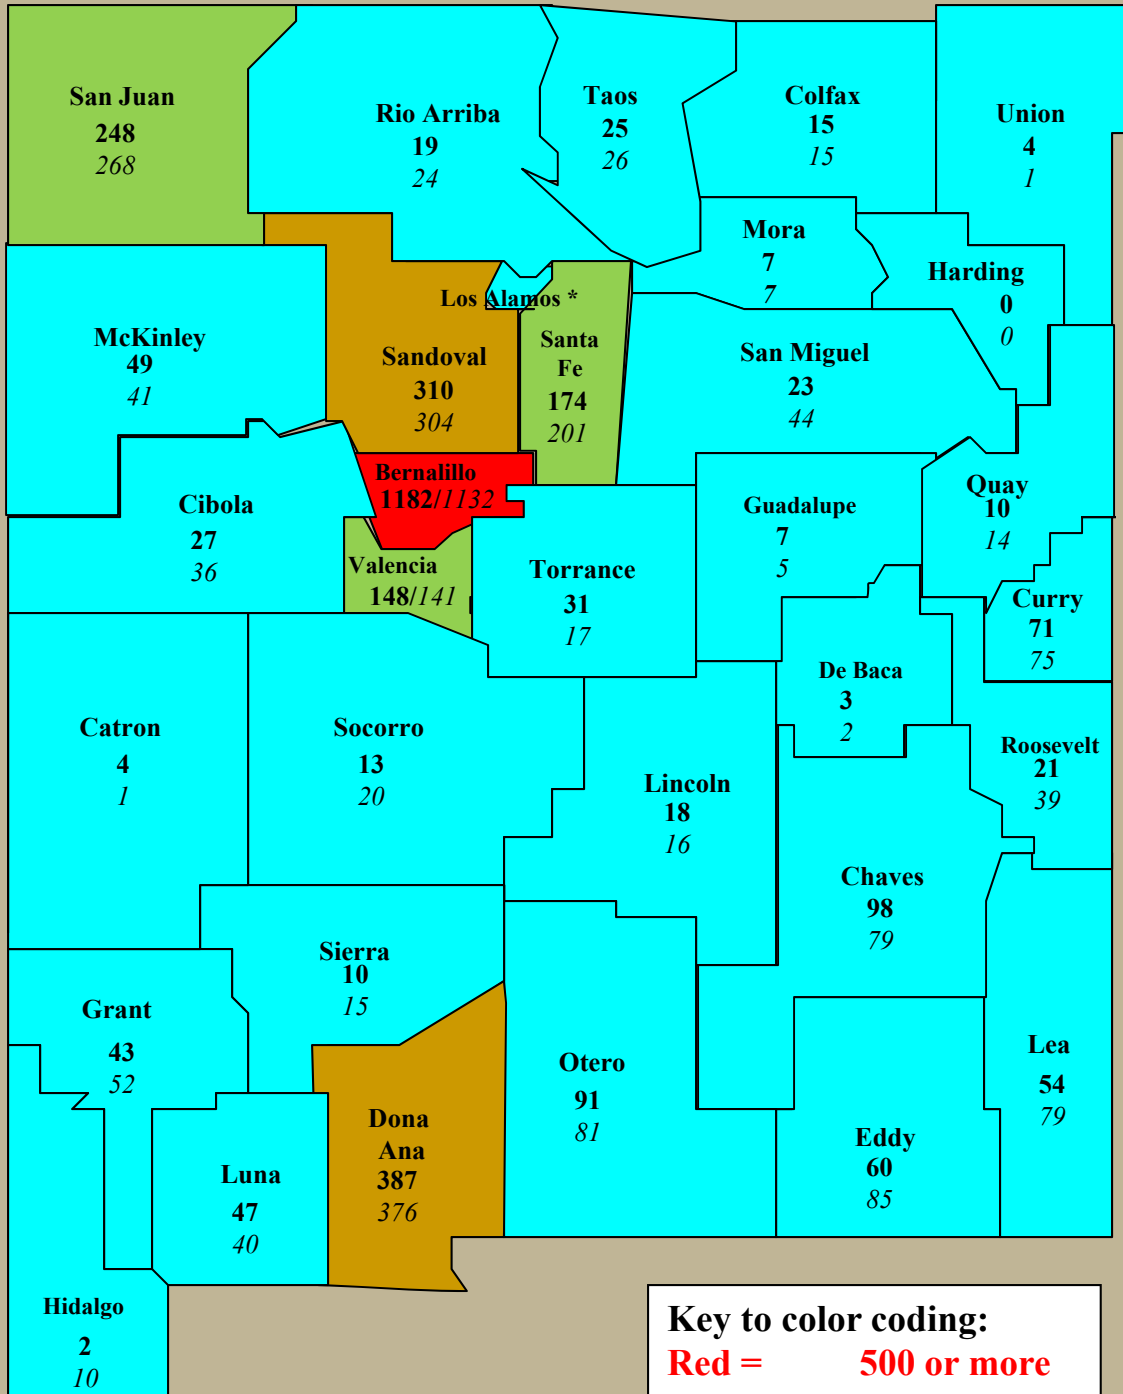 San Juan
248
268
Rio Arriba
19
24
Taos
25
26
Colfax
15
15
Union
4
1
Mora
7
7
Harding
0
0
Los Alamos *
McKinley
49
41
Sandoval
310
304
Santa
Fe
174
201
San Miguel
23
44
Bernalillo
1182/1132
Cibola
27
36
Guadalupe
7
5
Quay
10
14
Valencia
148/141
Torrance
31
17
Curry
71
75
De Baca
3
2
Catron
4
1
Socorro
13
20
Lincoln
18
16
Roosevelt
21
39
Chaves
98
79
Sierra
10
15
Grant
43
52
Otero
91
81
Lea
54
79
Dona
Ana
387
376
Eddy
60
85
Luna
47
40
Hidalgo
2
10
Key to color coding:
Red = 500 or more